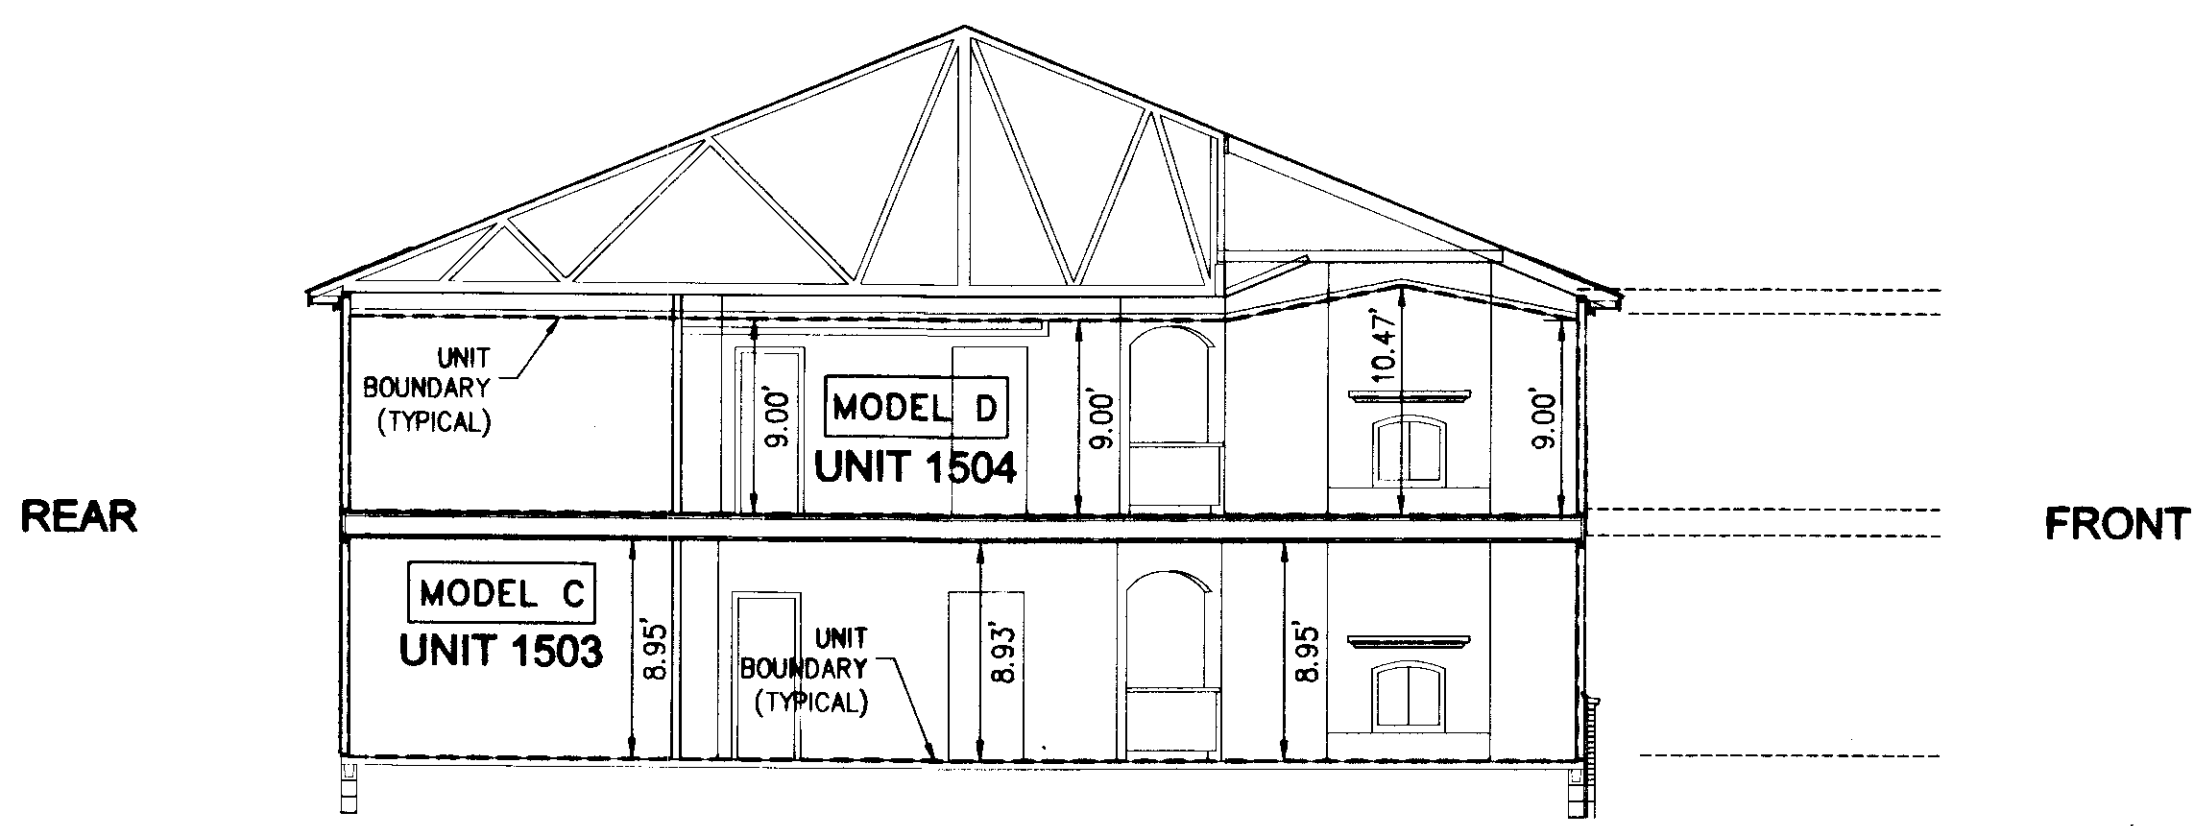 10.47'
UNIT
BOUNDARY
(TYPICAL)
MODEL D
UNIT 1504
9.00'
9.00'
9.00'
REAR
FRONT
MODEL C
UNIT 1503
8.95'
UNIT
BOUNDARY
(TYPICAL)
8.93'
8.95'